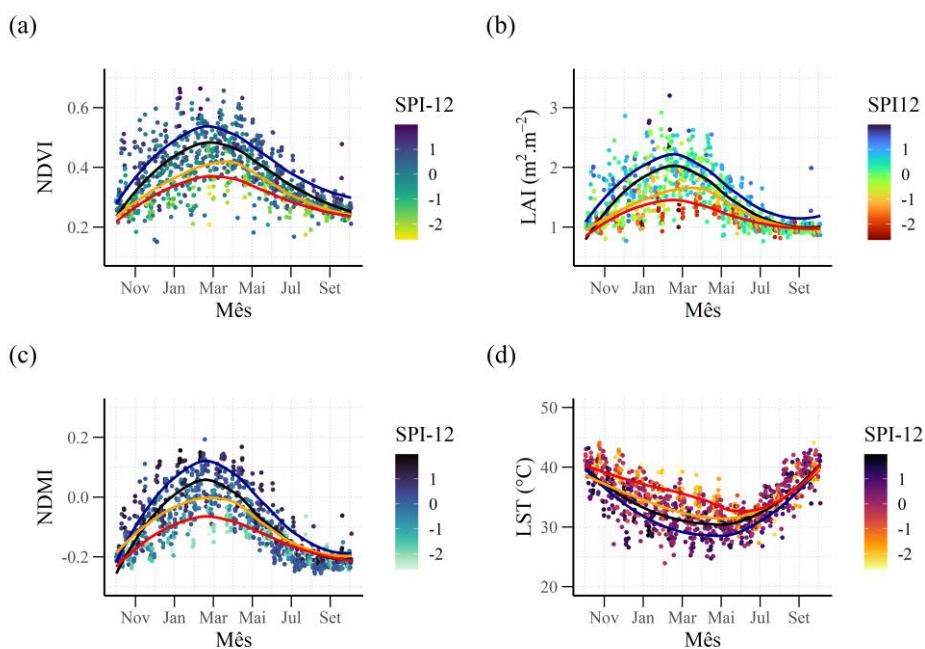 (a)
(b)
NDVI
0.6
0.4
0.2
Nov Jan Mar Mai Jul Set
Mês
SPI-12
1
0
-1
-2
LAI (m².m⁻²)
3
2
1
Nov Jan Mar Mai Jul Set
Mês
SPI12
1
0
-1
-2
(c)
(d)
NDMI
0.2
0.0
-0.2
Nov Jan Mar Mai Jul Set
Mês
SPI-12
1
0
-1
-2
LST (°C)
50
40
30
20
Nov Jan Mar Mai Jul Set
Mês
SPI-12
1
0
-1
-2